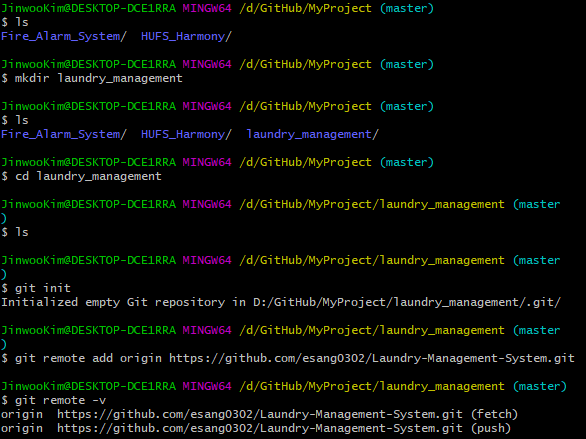 JinwooKim@DESKTOP-DCE1RRA MINGW64 /d/GitHub/MyProject (master)
$ ls
Fire_Alarm_System/  HUFS_Harmony/
JinwooKim@DESKTOP-DCE1RRA MINGW64 /d/GitHub/MyProject (master)
$ mkdir laundry_management
JinwooKim@DESKTOP-DCE1RRA MINGW64 /d/GitHub/MyProject (master)
$ ls
Fire_Alarm_System/  HUFS_Harmony/  laundry_management/
JinwooKim@DESKTOP-DCE1RRA MINGW64 /d/GitHub/MyProject (master)
$ cd laundry_management
JinwooKim@DESKTOP-DCE1RRA MINGW64 /d/GitHub/MyProject/laundry_management (master
)
$ ls
JinwooKim@DESKTOP-DCE1RRA MINGW64 /d/GitHub/MyProject/laundry_management (master
)
$ git init
Initialized empty Git repository in D:/GitHub/MyProject/laundry_management/.git/
JinwooKim@DESKTOP-DCE1RRA MINGW64 /d/GitHub/MyProject/laundry_management (master
)
$ git remote add origin https://github.com/esang0302/Laundry-Management-System.git
JinwooKim@DESKTOP-DCE1RRA MINGW64 /d/GitHub/MyProject/laundry_management (master)
$ git remote -v
origin  https://github.com/esang0302/Laundry-Management-System.git (fetch)
origin  https://github.com/esang0302/Laundry-Management-System.git (push)